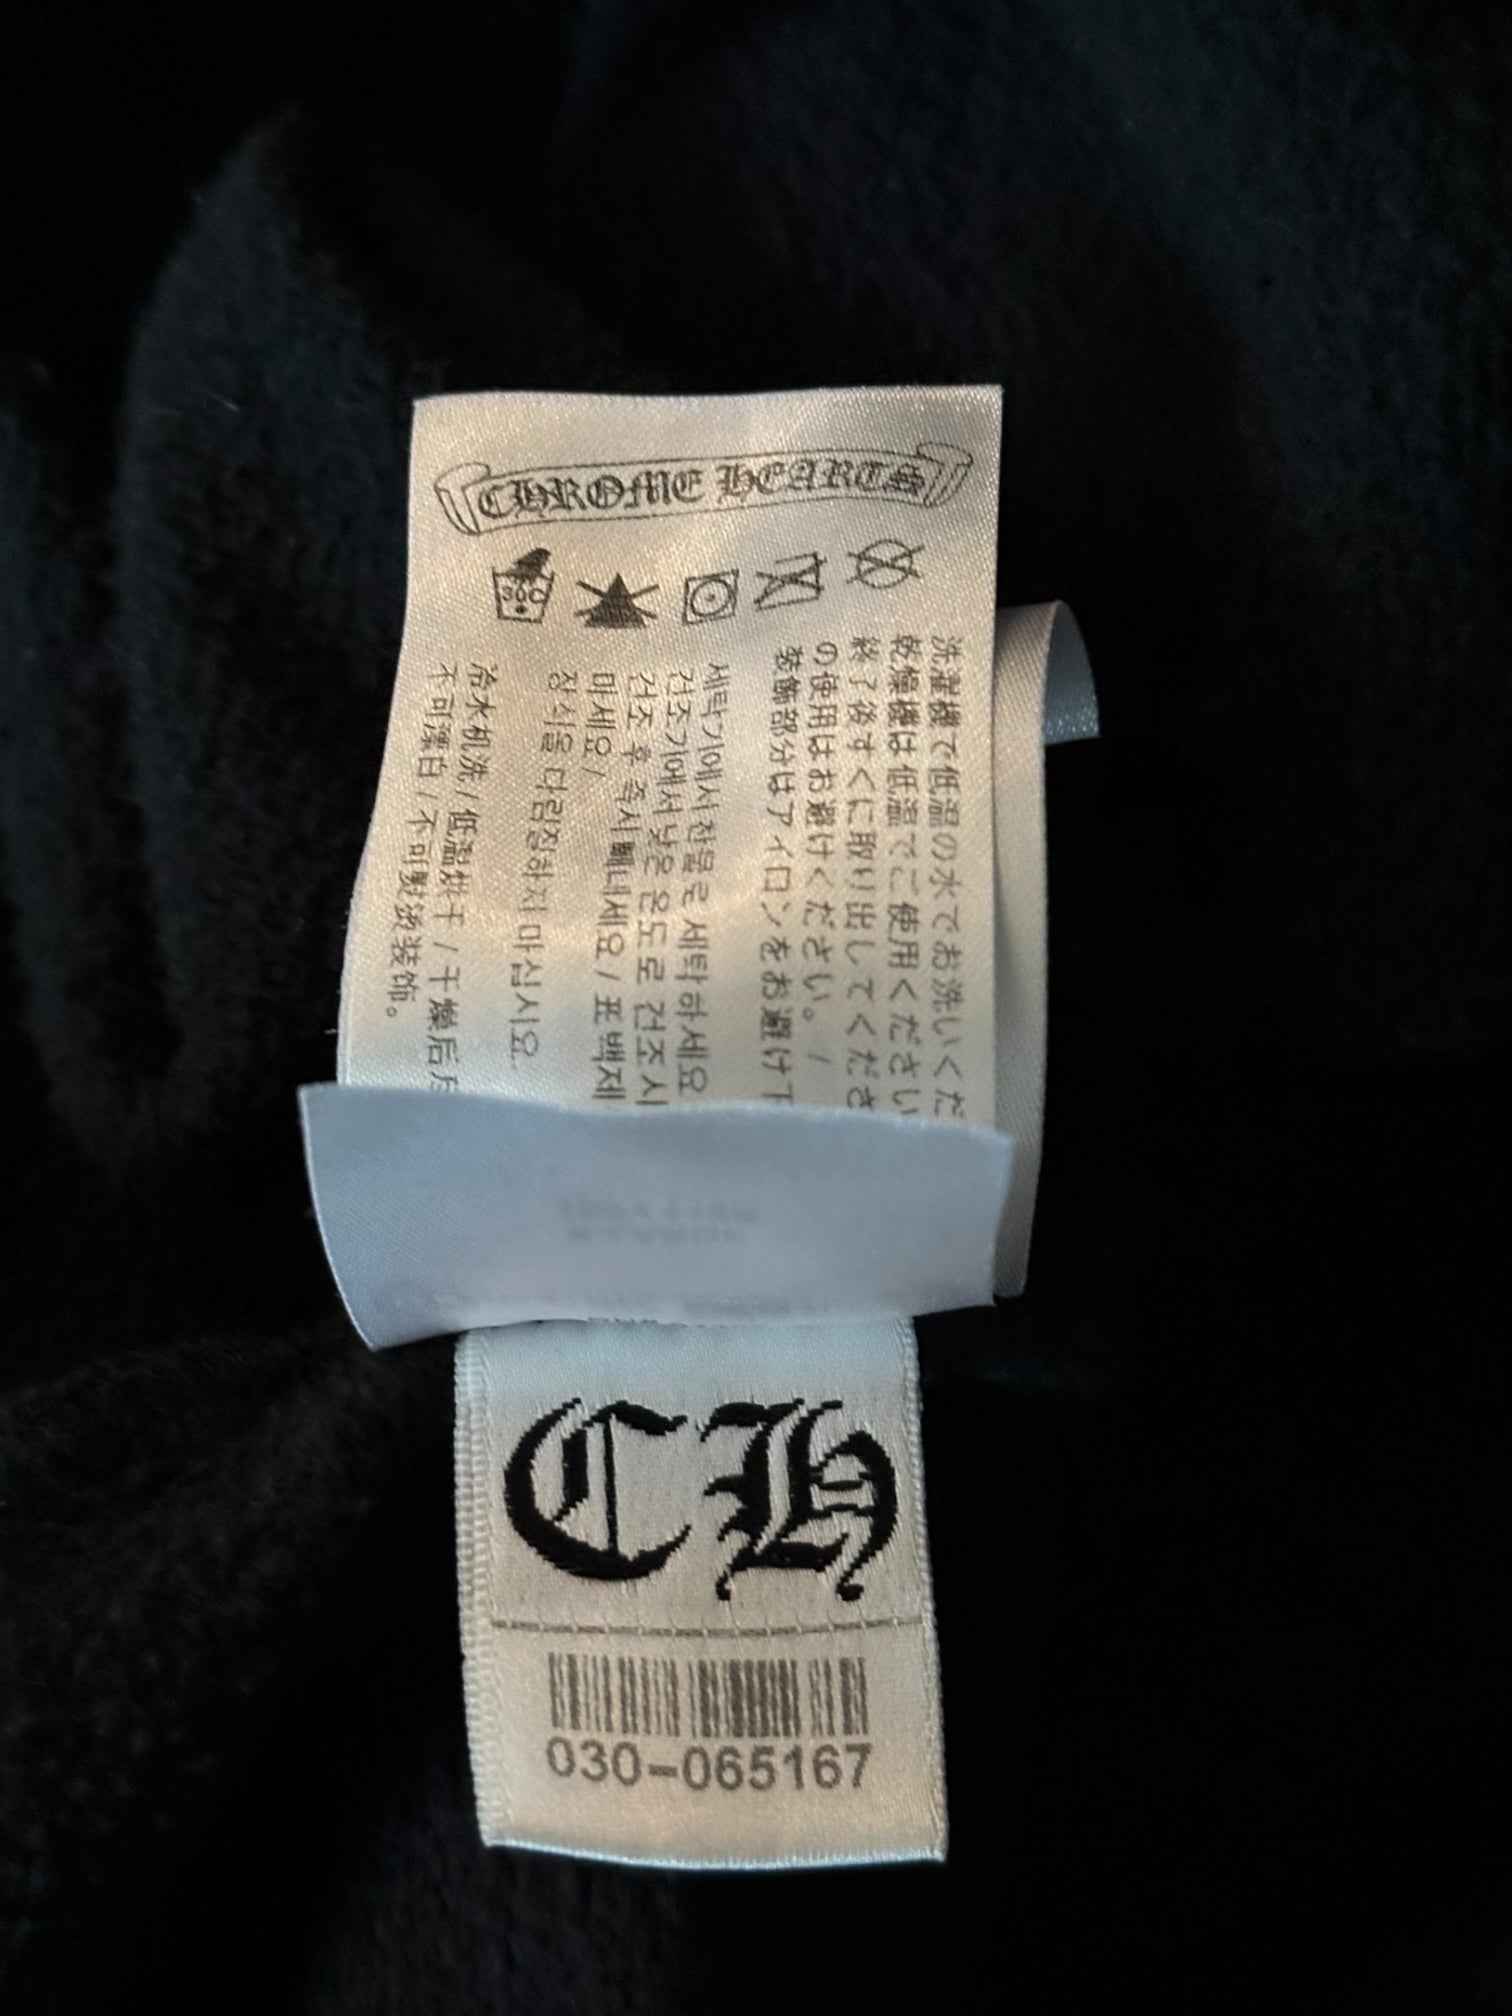 CHROME HEARTS
30C
洗濯機で低温の水でお洗いくだ
乾燥機は低温でご使用ください
終了後すぐに取り出してくださ
の使用はお避けください。 /
装飾部分はアイロンをお避け下
세탁기에서 찬물로 세탁하세요
건조기에서 낮은 온도로 건조시
건조 후 즉시 빼내세요 / 표백제
마세요 /
장식을 다림질하지 마십시오
冷水机洗 / 低温烘干 / 干燥后
不可漂白 / 不可熨烫装饰。
CH
030-065167